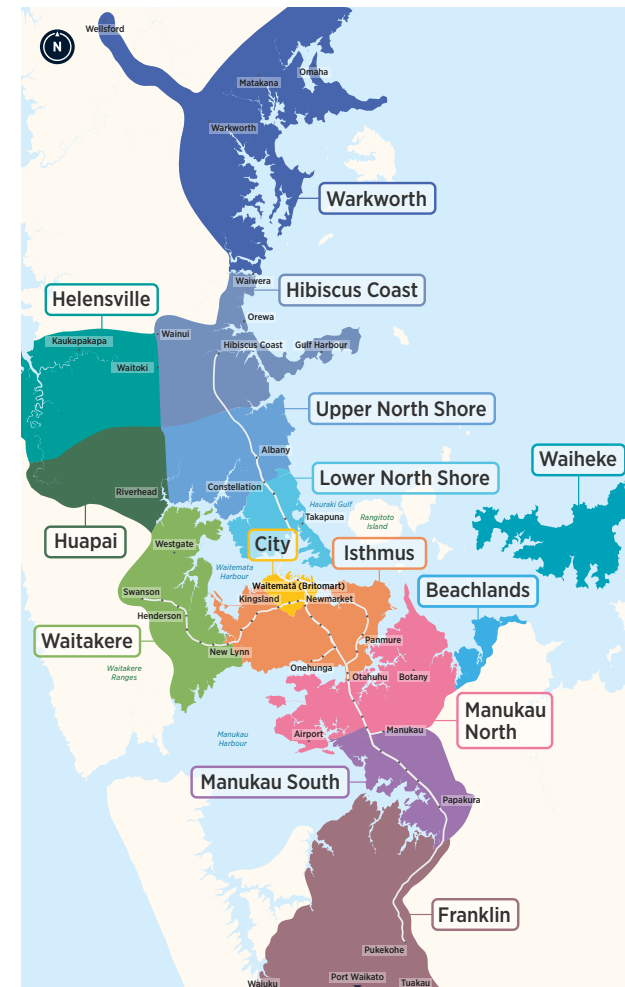 Wellsford
N
Omaha
Matakana
Warkworth
Warkworth
Waiwera
Hibiscus Coast
Helensville
Orewa
Wainui
Kaukapakapa
Hibiscus Coast
Gulf Harbour
Waitoki
Upper North Shore
Albany
Waiheke
Lower North Shore
Constellation
Riverhead
Hauraki Gulf
Takapuna
Rangitoto
Island
Huapai
Westgate
City
Isthmus
Waitemata
Harbour
Beachlands
Waitematā (Britomart)
Swanson
Kingsland
Newmarket
Henderson
Waitakere
Panmure
New Lynn
Onehunga
Waitakere
Ranges
Otahuhu
Botany
Manukau
North
Manukau
Harbour
Airport
Manukau
Manukau South
Papakura
Franklin
Pukekohe
Port Waikato
Waiuku
Tuakau